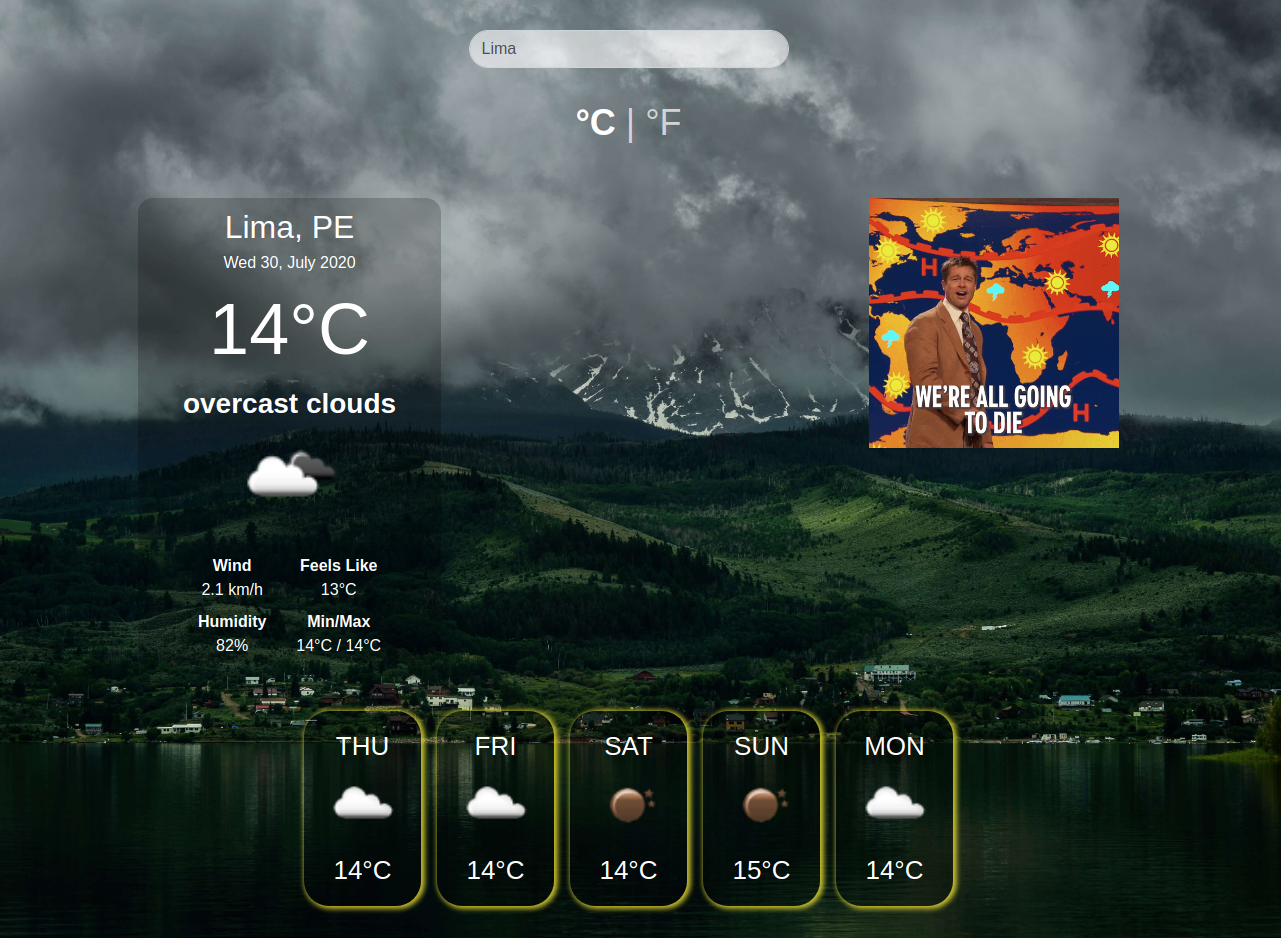 Lima
°C | °F
Lima, PE
Wed 30, July 2020
14°C
overcast clouds
Wind
2.1 km/h
Feels Like
13°C
Humidity
82%
Min/Max
14°C / 14°C
H
H
WE'RE ALL GOING
TO DIE
THU
14°C
FRI
14°C
SAT
14°C
SUN
15°C
MON
14°C